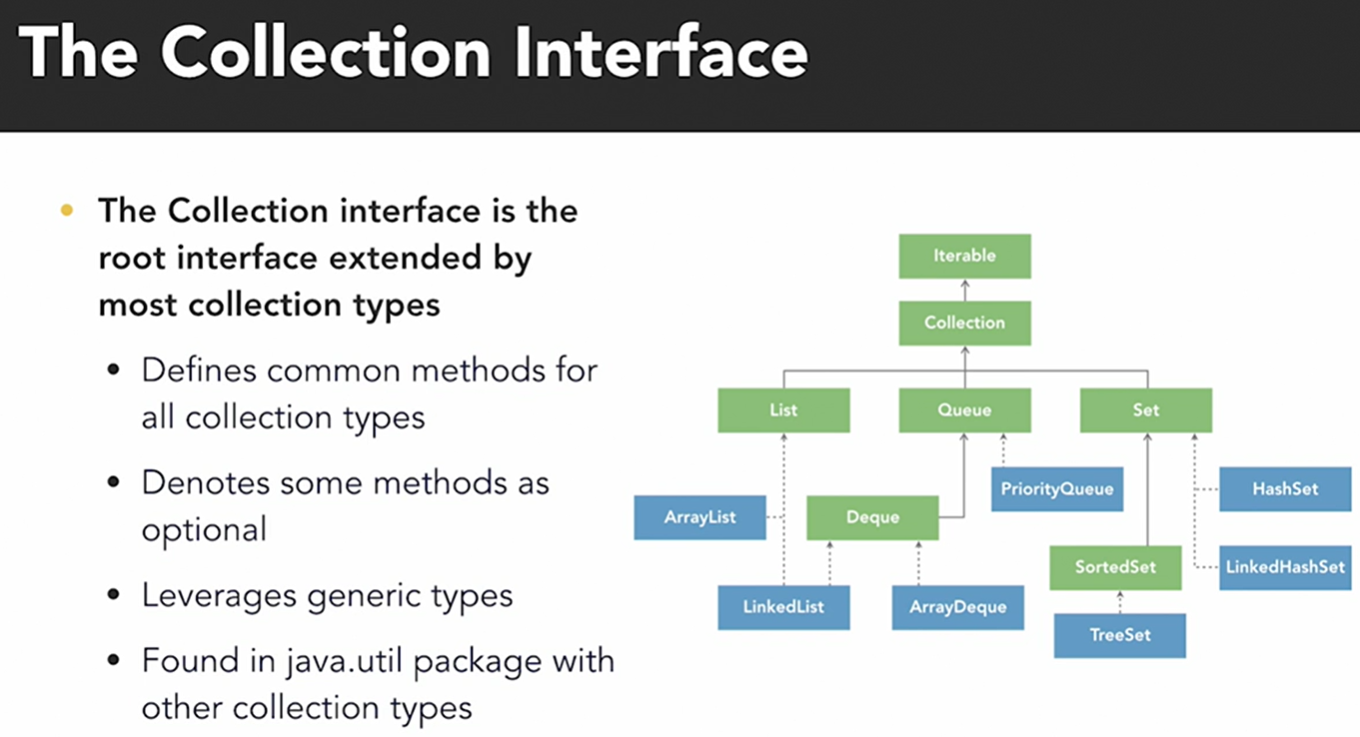 The Collection Interface
• The Collection interface is the
root interface extended by
most collection types
• Defines common methods for
all collection types
• Denotes some methods as
optional
• Leverages generic types
• Found in java.util package with
other collection types
Iterable
Collection
List
Queue
Set
PriorityQueue
HashSet
ArrayList
Deque
SortedSet
LinkedHashSet
LinkedList
ArrayDeque
TreeSet